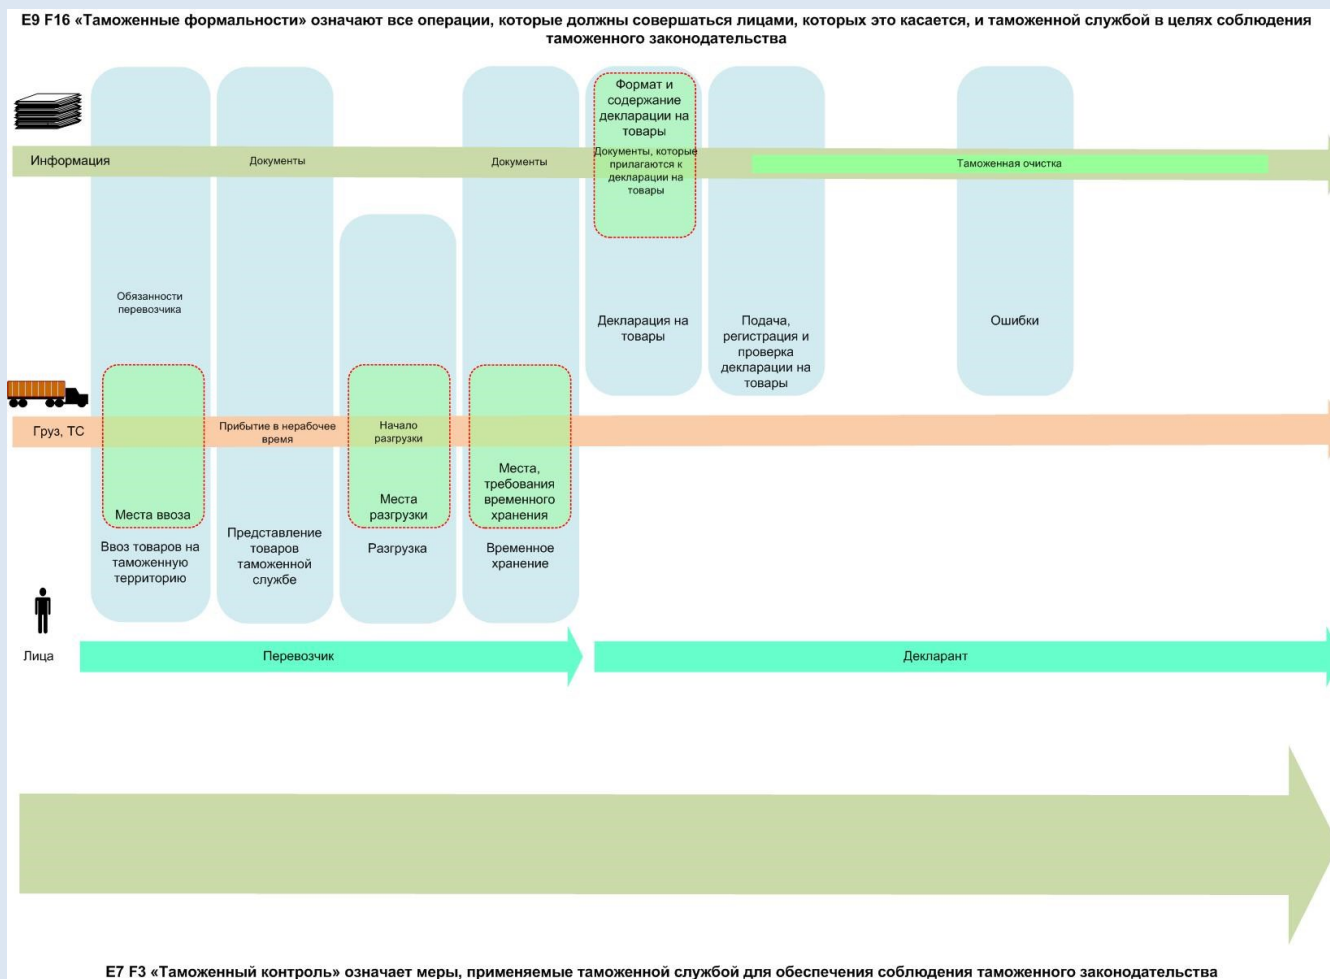 E9 F16 «Таможенные формальности» означают все операции, которые должны совершаться лицами, которых это касается, и таможенной службой в целях соблюдения
таможенного законодательства
Формат и
содержание
декларации на
товары
Информация
Документы
Документы
Документы, которые
прилагаются к
декларации на
товары
Таможенная очистка
Обязанности
перевозчика
Декларация на
товары
Подача,
регистрация и
проверка
декларации на
товары
Ошибки
Груз, ТС
Прибытие в нерабочее
время
Начало
разгрузки
Места ввоза
Места
разгрузки
Места,
требования
временного
хранения
Ввоз товаров на
таможенную
территорию
Представление
товаров
таможенной
службе
Разгрузка
Временное
хранение
Лица
Перевозчик
Декларант
E7 F3 «Таможенный контроль» означает меры, применяемые таможенной службой для обеспечения соблюдения таможенного законодательства